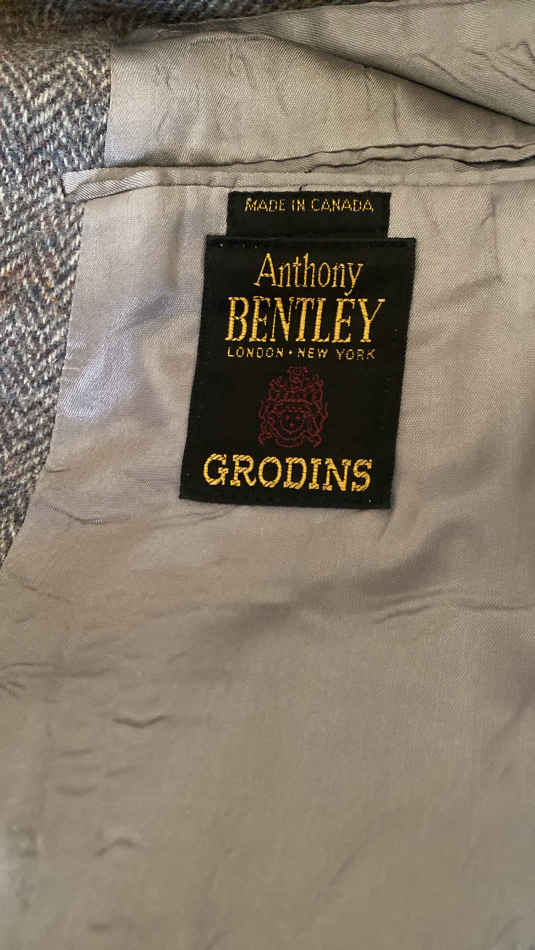 MADE IN CANADA
Anthony
BENTLEY
LONDON • NEW YORK
GRODINS